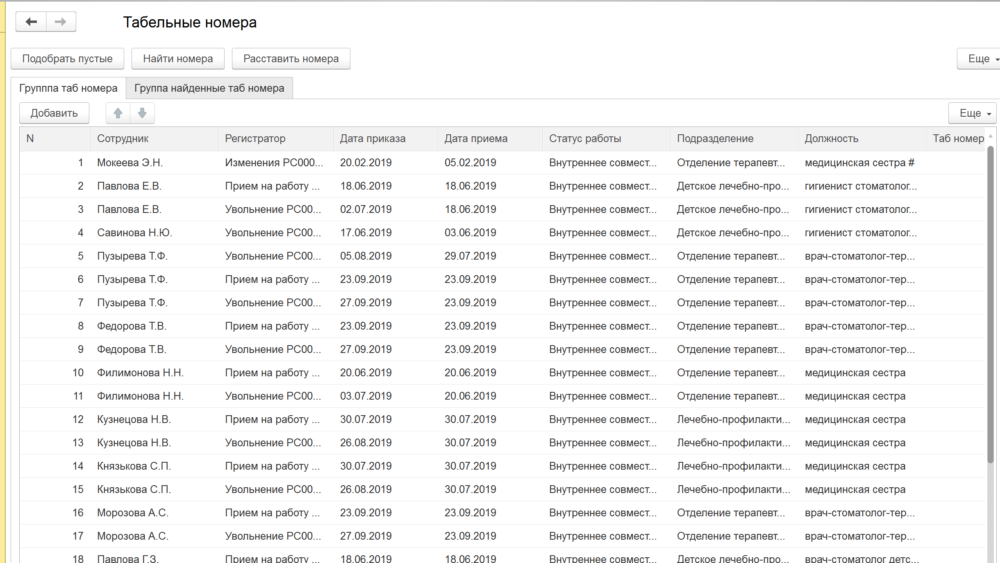 Табельные номера
Подобрать пустые Найти номера Расставить номера Еще
Групппа таб номера Группа найденные таб номера
Добавить Еще
N Сотрудник Регистратор Дата приказа Дата приема Статус работы Подразделение Должность Таб номер
1 Мокеева Э.Н. Изменения РС000... 20.02.2019 05.02.2019 Внутреннее совмест... Отделение терапевт... медицинская сестра #
2 Павлова Е.В. Прием на работу ... 18.06.2019 18.06.2019 Внутреннее совмест... Детское лечебно-про... гигиенист стоматолог...
3 Павлова Е.В. Увольнение РС00... 02.07.2019 18.06.2019 Внутреннее совмест... Детское лечебно-про... гигиенист стоматолог...
4 Савинова Н.Ю. Увольнение РС00... 17.06.2019 03.06.2019 Внутреннее совмест... Детское лечебно-про... гигиенист стоматолог...
5 Пузырева Т.Ф. Увольнение РС00... 05.08.2019 29.07.2019 Внутреннее совмест... Отделение терапевт... врач-стоматолог-тер...
6 Пузырева Т.Ф. Прием на работу ... 23.09.2019 23.09.2019 Внутреннее совмест... Отделение терапевт... врач-стоматолог-тер...
7 Пузырева Т.Ф. Увольнение РС00... 27.09.2019 23.09.2019 Внутреннее совмест... Отделение терапевт... врач-стоматолог-тер...
8 Федорова Т.В. Прием на работу ... 23.09.2019 23.09.2019 Внутреннее совмест... Отделение терапевт... врач-стоматолог-тер...
9 Федорова Т.В. Увольнение РС00... 27.09.2019 23.09.2019 Внутреннее совмест... Отделение терапевт... врач-стоматолог-тер...
10 Филимонова Н.Н. Прием на работу ... 20.06.2019 20.06.2019 Внутреннее совмест... Отделение терапевт... медицинская сестра
11 Филимонова Н.Н. Увольнение РС00... 03.07.2019 20.06.2019 Внутреннее совмест... Отделение терапевт... медицинская сестра
12 Кузнецова Н.В. Прием на работу ... 30.07.2019 30.07.2019 Внутреннее совмест... Лечебно-профилакти... медицинская сестра
13 Кузнецова Н.В. Увольнение РС00... 26.08.2019 30.07.2019 Внутреннее совмест... Лечебно-профилакти... медицинская сестра
14 Князькова С.П. Прием на работу ... 30.07.2019 30.07.2019 Внутреннее совмест... Лечебно-профилакти... медицинская сестра
15 Князькова С.П. Увольнение РС00... 26.08.2019 30.07.2019 Внутреннее совмест... Лечебно-профилакти... медицинская сестра
16 Морозова А.С. Прием на работу ... 23.09.2019 23.09.2019 Внутреннее совмест... Отделение терапевт... врач-стоматолог-тер...
17 Морозова А.С. Увольнение РС00... 27.09.2019 23.09.2019 Внутреннее совмест... Отделение терапевт... врач-стоматолог-тер...
18 Павлова Г.З. Прием на работу ... 18.06.2019 18.06.2019 Внутреннее совмест... Детское лечебно-про... врач-стоматолог детс...